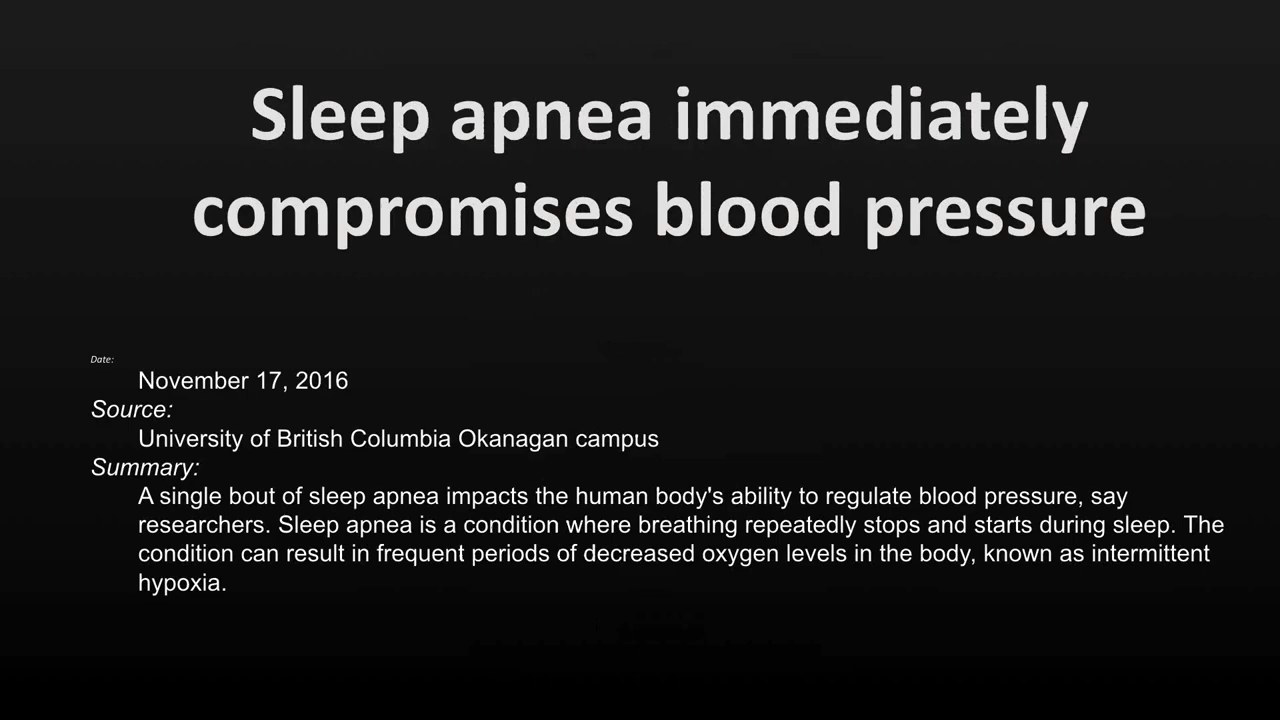 Sleep apnea immediately
compromises blood pressure
Date:
November 17, 2016
Source:
University of British Columbia Okanagan campus
Summary:
A single bout of sleep apnea impacts the human body's ability to regulate blood pressure, say
researchers. Sleep apnea is a condition where breathing repeatedly stops and starts during sleep. The
condition can result in frequent periods of decreased oxygen levels in the body, known as intermittent
hypoxia.